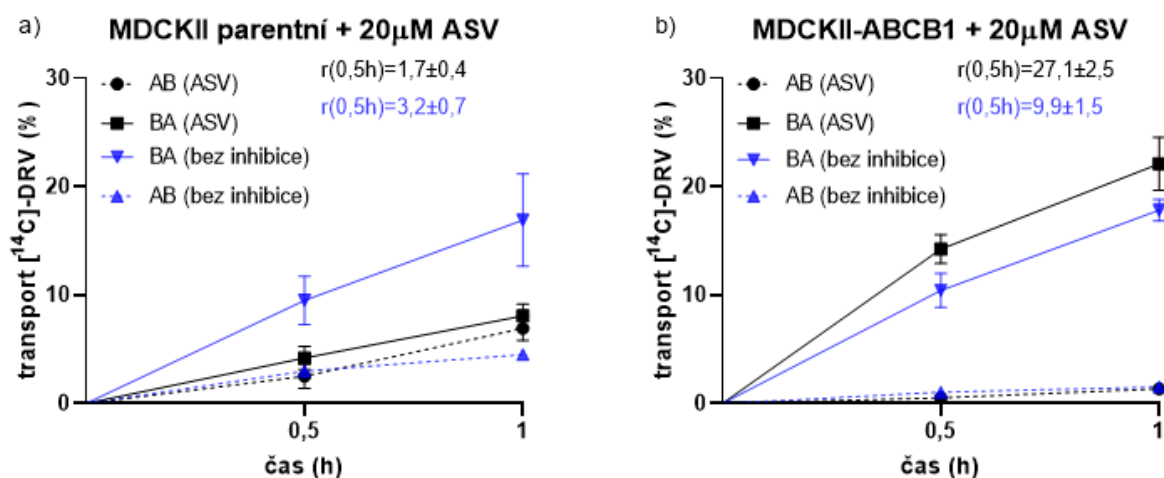 a)
MDCKII parentní + 20µM ASV
r(0,5h)=1,7±0,4
r(0,5h)=3,2±0,7
AB (ASV)
BA (ASV)
BA (bez inhibice)
AB (bez inhibice)
transport [¹⁴C]-DRV (% )
30
20
10
0
0,5
1
čas (h)
b)
MDCKII-ABCB1 + 20µM ASV
r(0,5h)=27,1±2,5
r(0,5h)=9,9±1,5
AB (ASV)
BA (ASV)
BA (bez inhibice)
AB (bez inhibice)
transport [¹⁴C]-DRV (% )
30
20
10
0
0,5
1
čas (h)